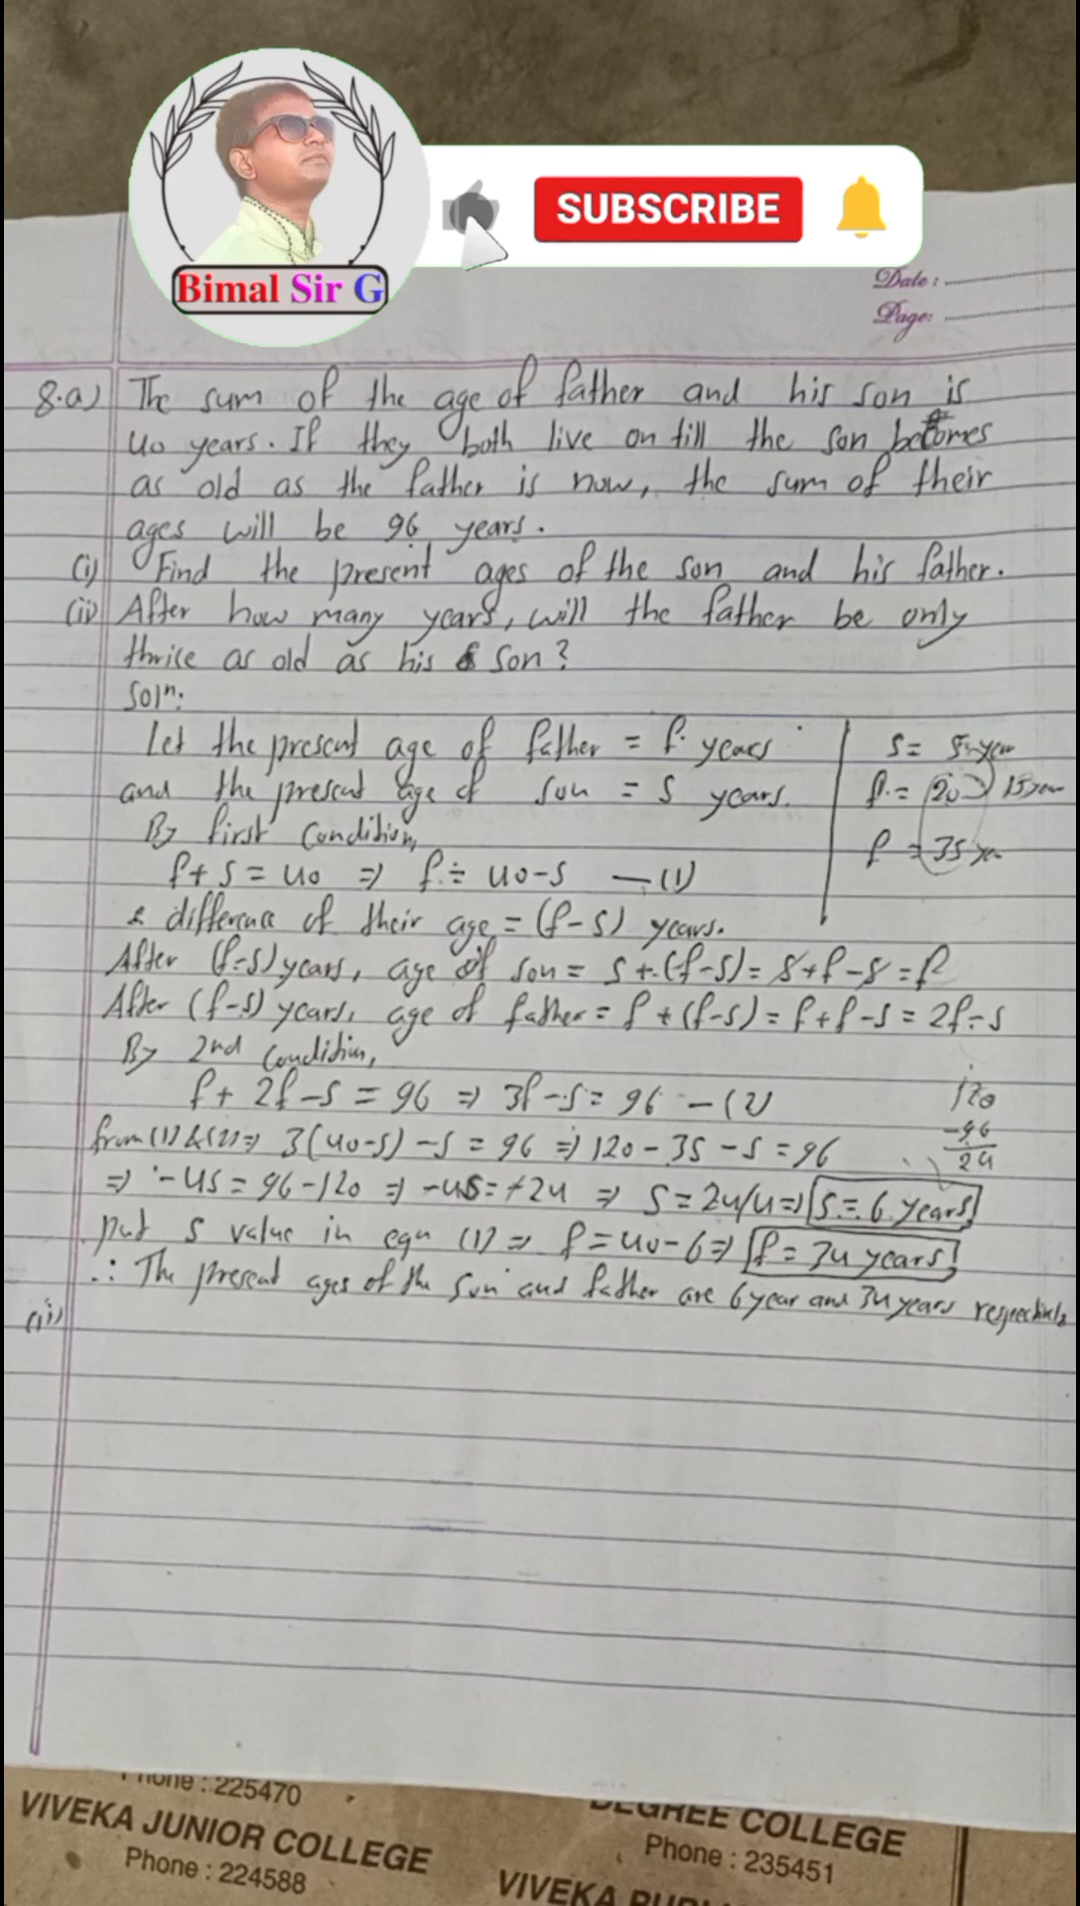 SUBSCRIBE
Bimal Sir G
Date :
Page:
8.a) The sum of the age of father and his son is
40 years. If they both live on till the son becomes
as old as the father is now, the sum of their
ages will be 96 years.
(i) Find the present ages of the son and his father.
(ii) After how many years, will the father be only
thrice as old as his son?
Soln:
Let the present age of father = f years
and the present age of son = s years.
By first condition,
f + s = 40 => f = 40 - s — (1)
& difference of their age = (f-s) years.
After (f-s) years, age of son = s + (f-s) = s + f - s = f
After (f-s) years, age of father = f + (f-s) = f + f - s = 2f - s
By 2nd condition,
f + 2f - s = 96 => 3f - s = 96 — (2)
from (1) & (2) => 3(40-s) - s = 96 => 120 - 3s - s = 96
=> -4s = 96 - 120 => -4s = +24 => s = 24/4 => s = 6 years
put s value in eqn (1) => f = 40 - 6 => f = 34 years
∴ The present ages of the son and father are 6 year and 34 years respectively
(ii)
s = 5 year
f = 20 15 year
f = 35 yr
120
-96
24
Phone : 225470
VIVEKA JUNIOR COLLEGE
Phone : 224588
DEGREE COLLEGE
Phone : 235451
VIVEKA